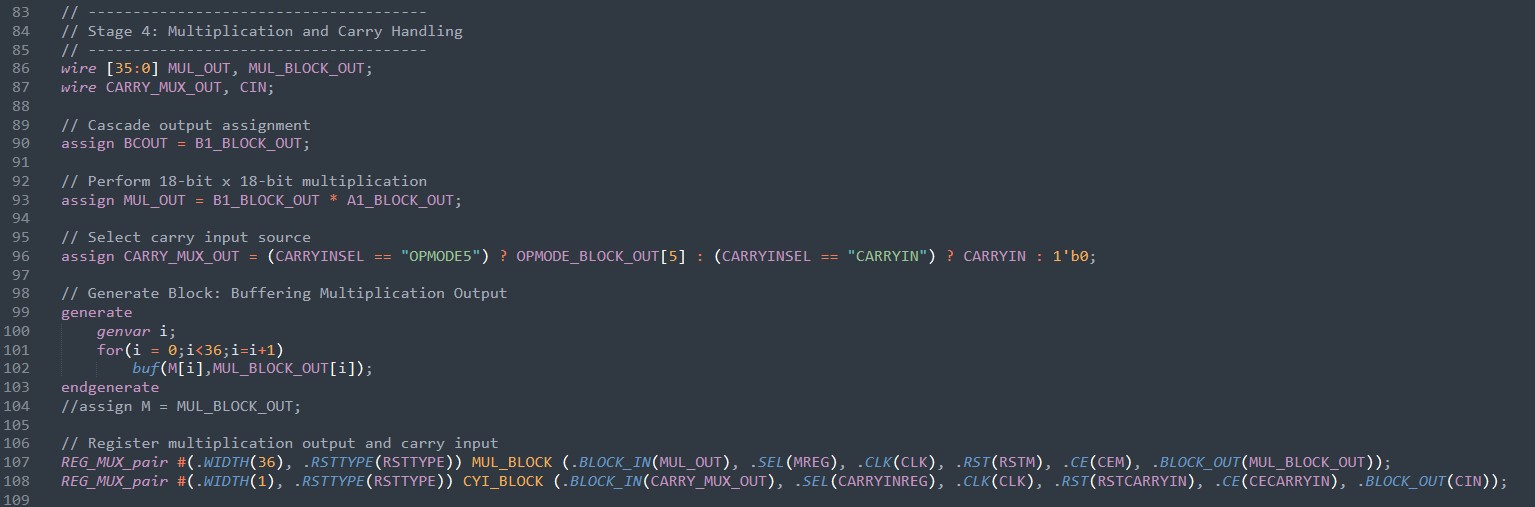 83 // --------------------------------------
84 // Stage 4: Multiplication and Carry Handling
85 // --------------------------------------
86 wire [35:0] MUL_OUT, MUL_BLOCK_OUT;
87 wire CARRY_MUX_OUT, CIN;
88
89 // Cascade output assignment
90 assign BCOUT = B1_BLOCK_OUT;
91
92 // Perform 18-bit x 18-bit multiplication
93 assign MUL_OUT = B1_BLOCK_OUT * A1_BLOCK_OUT;
94
95 // Select carry input source
96 assign CARRY_MUX_OUT = (CARRYINSEL == "OPMODE5") ? OPMODE_BLOCK_OUT[5] : (CARRYINSEL == "CARRYIN") ? CARRYIN : 1'b0;
97
98 // Generate Block: Buffering Multiplication Output
99 generate
100 genvar i;
101 for(i = 0;i<36;i=i+1)
102 buf(M[i],MUL_BLOCK_OUT[i]);
103 endgenerate
104 //assign M = MUL_BLOCK_OUT;
105
106 // Register multiplication output and carry input
107 REG_MUX_pair #(.WIDTH(36), .RSTTYPE(RSTTYPE)) MUL_BLOCK (.BLOCK_IN(MUL_OUT), .SEL(MREG), .CLK(CLK), .RST(RSTM), .CE(CEM), .BLOCK_OUT(MUL_BLOCK_OUT));
108 REG_MUX_pair #(.WIDTH(1), .RSTTYPE(RSTTYPE)) CYI_BLOCK (.BLOCK_IN(CARRY_MUX_OUT), .SEL(CARRYINREG), .CLK(CLK), .RST(RSTCARRYIN), .CE(CECARRYIN), .BLOCK_OUT(CIN));
109